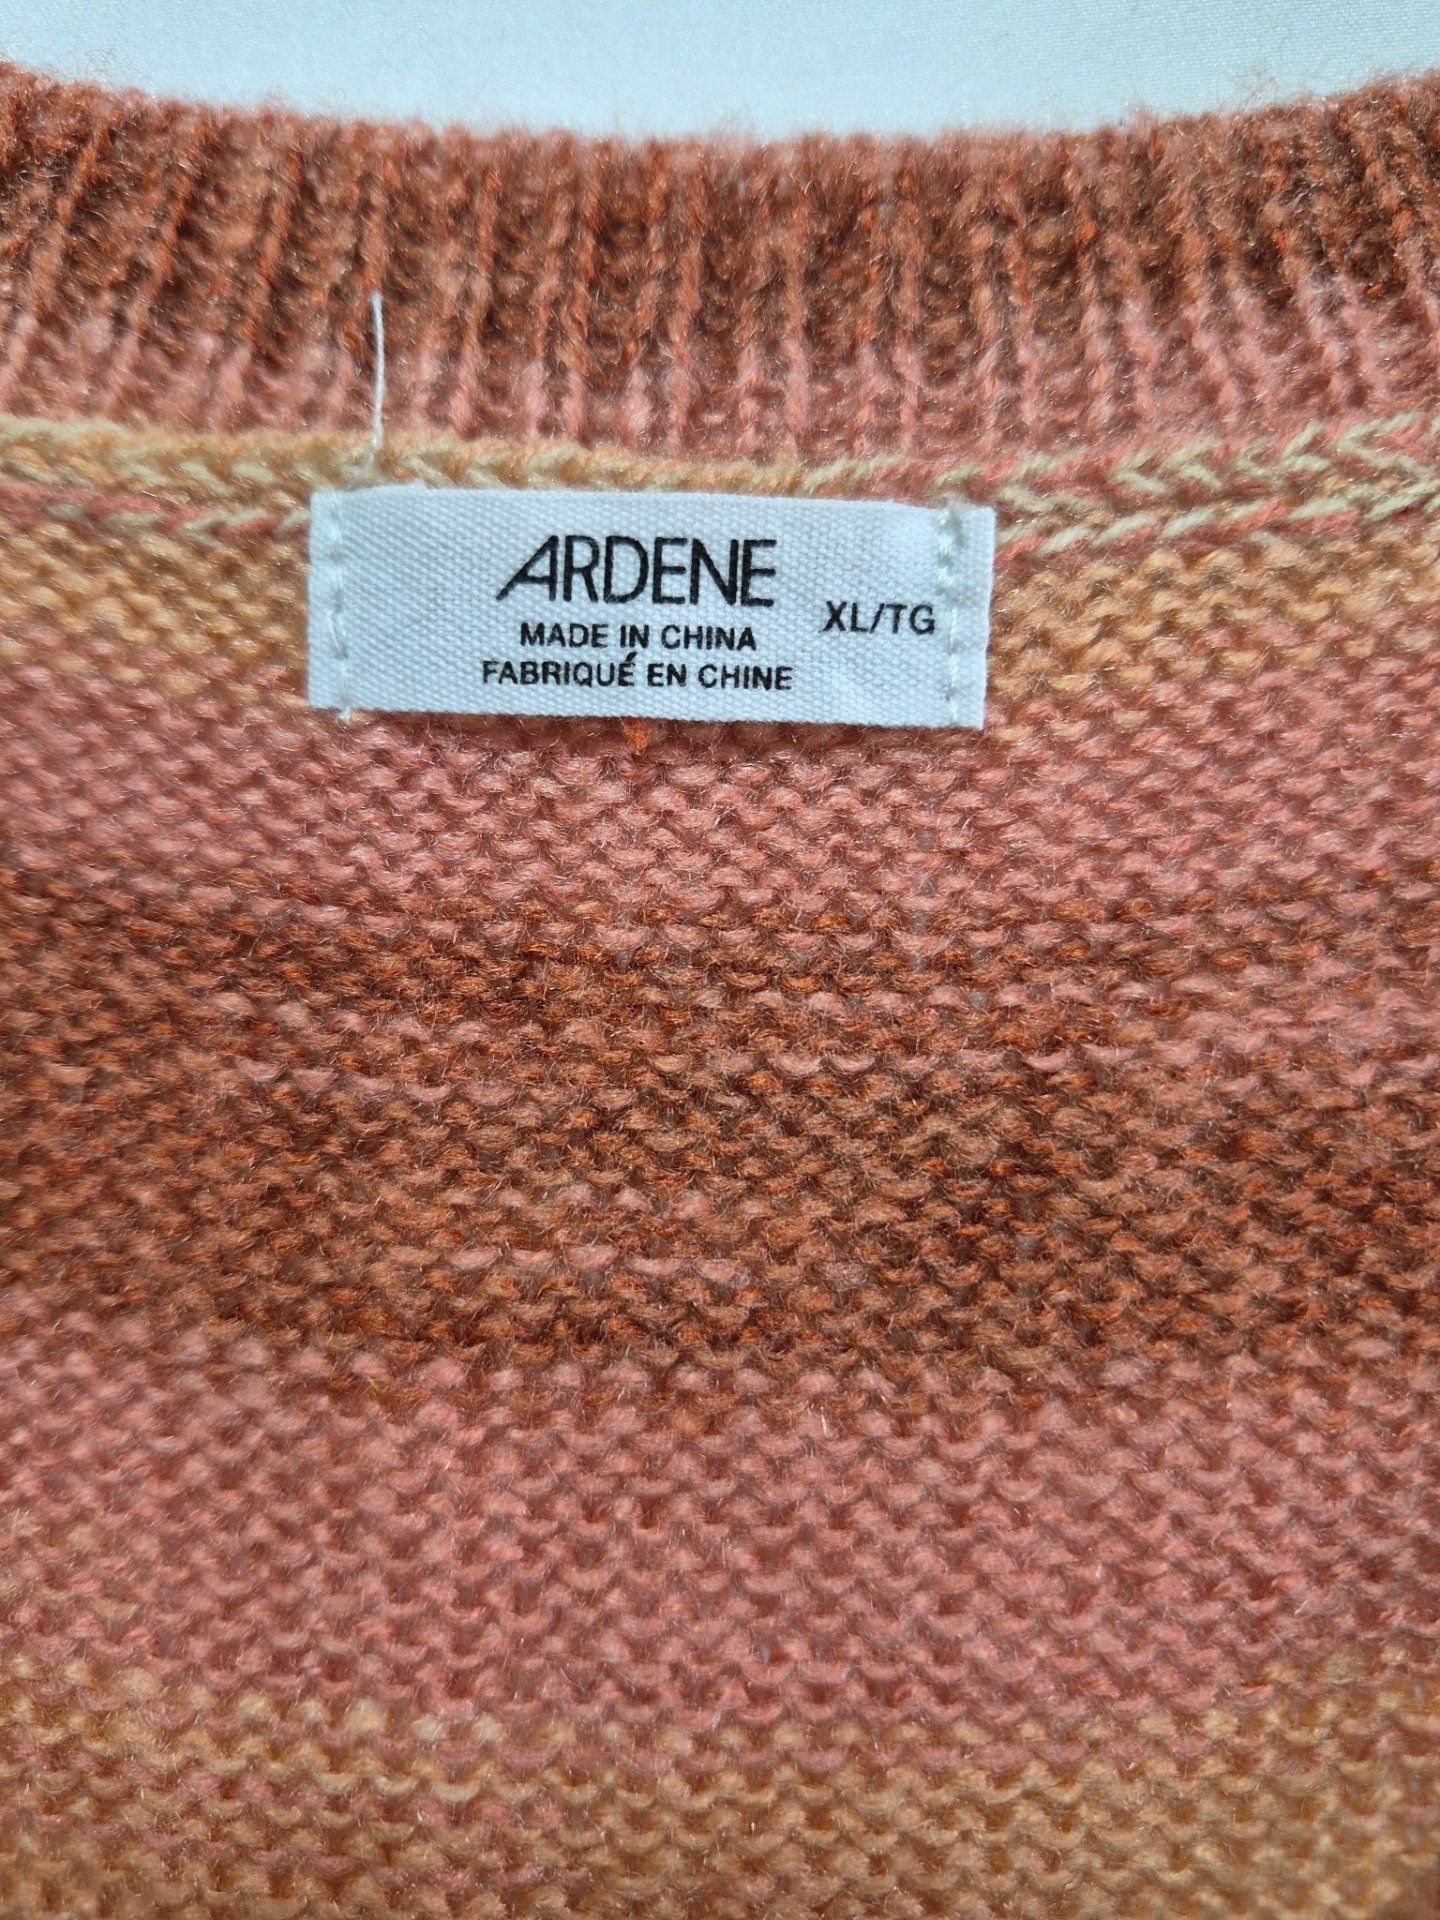 ARDENE
XL/TG
MADE IN CHINA
FABRIQUÉ EN CHINE